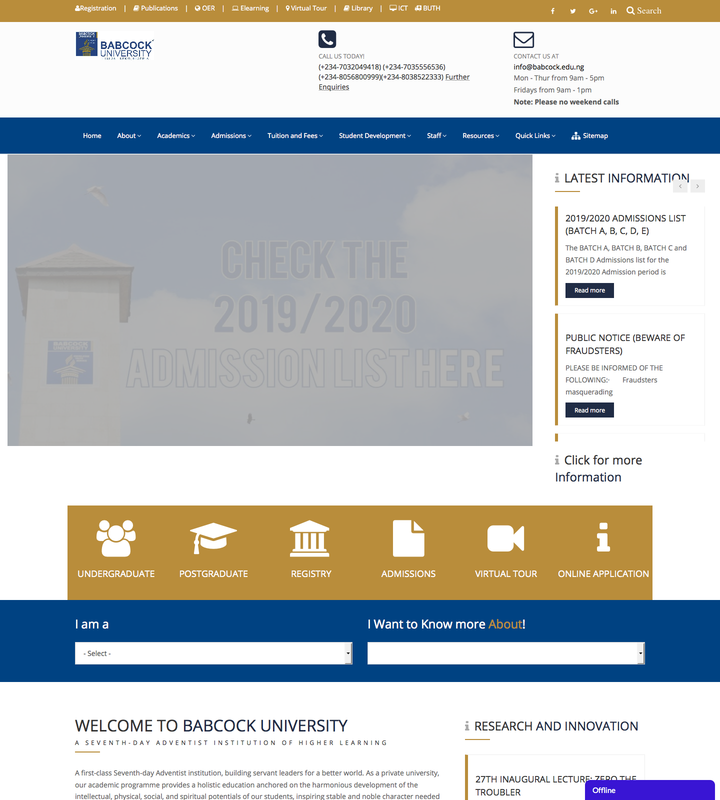 Registration | Publications | OER | Elearning | Virtual Tour | Library | ICT BUTH
Search
BABCOCK
UNIVERSITY
CALL US TODAY!
(+234-7032049418) (+234-7035556536)
(+234-8056800999)(+234-8038522333) Further
Enquiries
CONTACT US AT
info@babcock.edu.ng
Mon - Thur from 9am - 5pm
Fridays from 9am - 1pm
Note: Please no weekend calls
Home About Academics Admissions Tuition and Fees Student Development Staff Resources Quick Links Sitemap
CHECK THE
2019/2020
ADMISSION LIST HERE
LATEST INFORMATION
2019/2020 ADMISSIONS LIST
(BATCH A, B, C, D, E)
The BATCH A, BATCH B, BATCH C and
BATCH D Admissions list for the
2019/2020 Admission period is
Read more
PUBLIC NOTICE (BEWARE OF
FRAUDSTERS)
PLEASE BE INFORMED OF THE
FOLLOWING:- Fraudsters
masquerading
Read more
Click for more
Information
UNDERGRADUATE
POSTGRADUATE
REGISTRY
ADMISSIONS
VIRTUAL TOUR
ONLINE APPLICATION
I am a
- Select -
I Want to Know more About!
WELCOME TO BABCOCK UNIVERSITY
A SEVENTH-DAY ADVENTIST INSTITUTION OF HIGHER LEARNING
A first-class Seventh-day Adventist institution, building servant leaders for a better world. As a private university,
our academic programme provides a holistic education anchored on the harmonious development of the
intellectual, physical, social, and spiritual potentials of our students, inspiring stable and noble character needed
RESEARCH AND INNOVATION
27TH INAUGURAL LECTURE: ZERO THE
TROUBLER
Offline